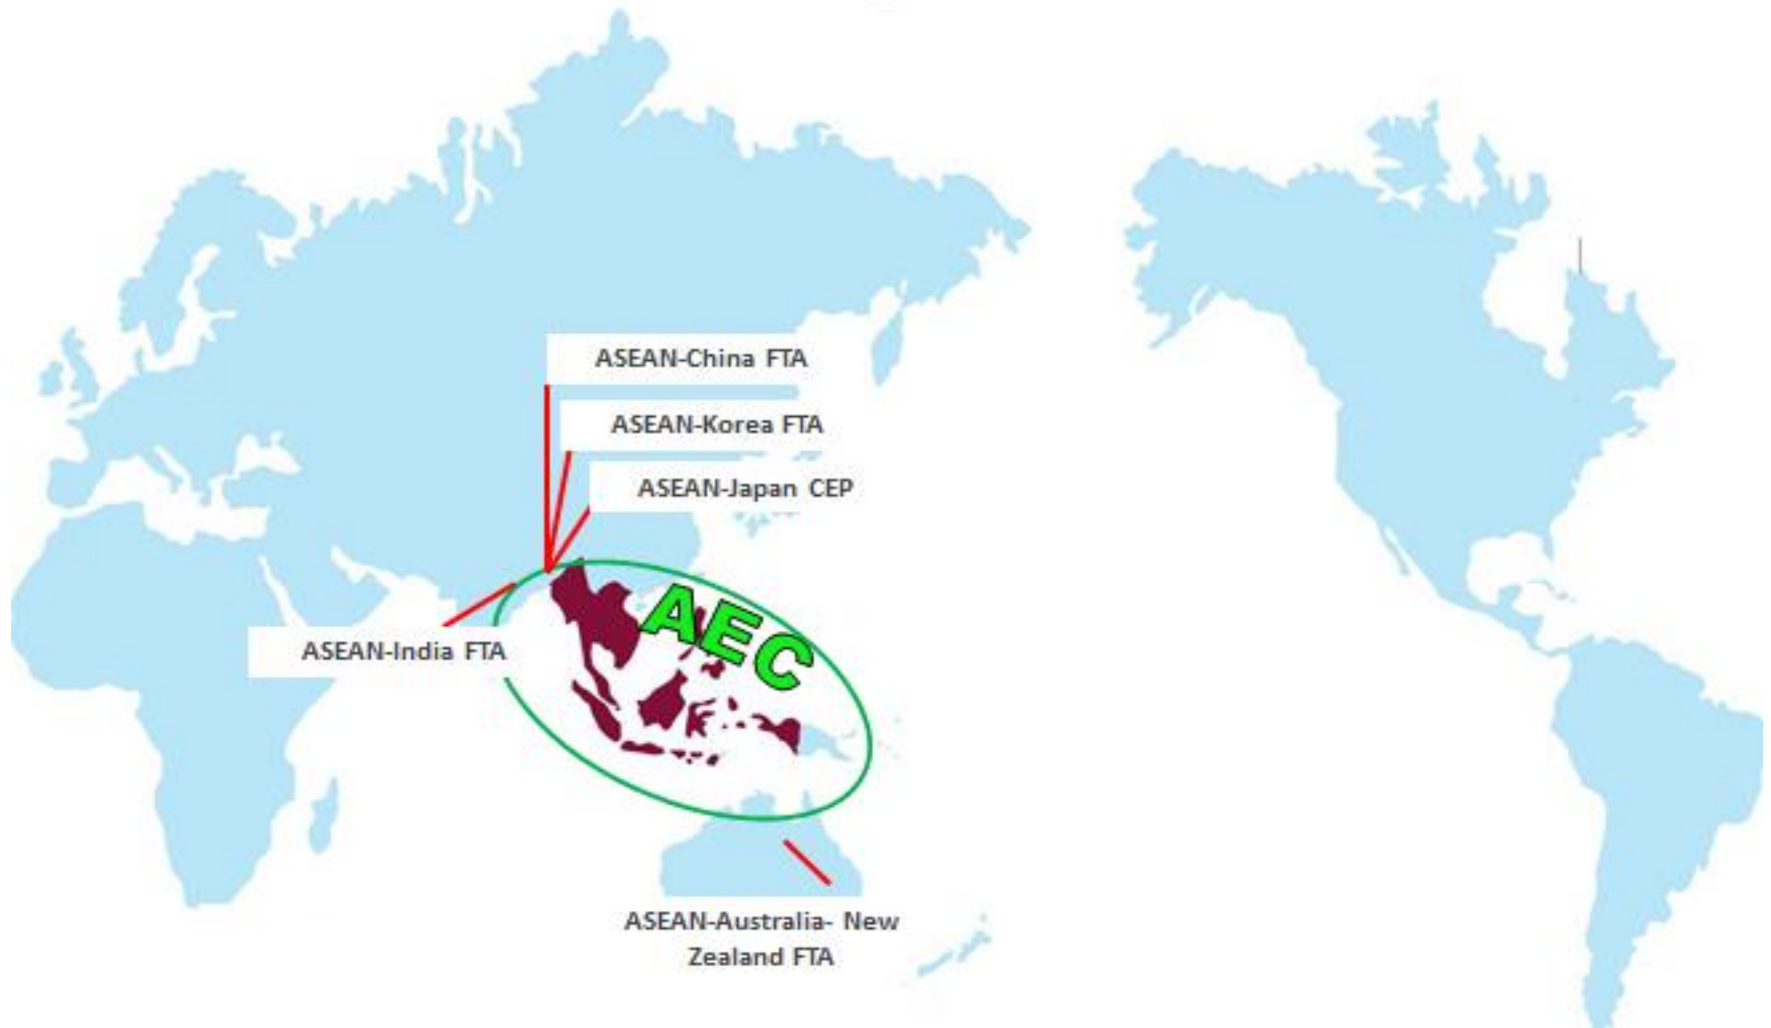 ASEAN-China FTA
ASEAN-Korea FTA
ASEAN-Japan CEP
AEC
ASEAN-India FTA
ASEAN-Australia- New
Zealand FTA